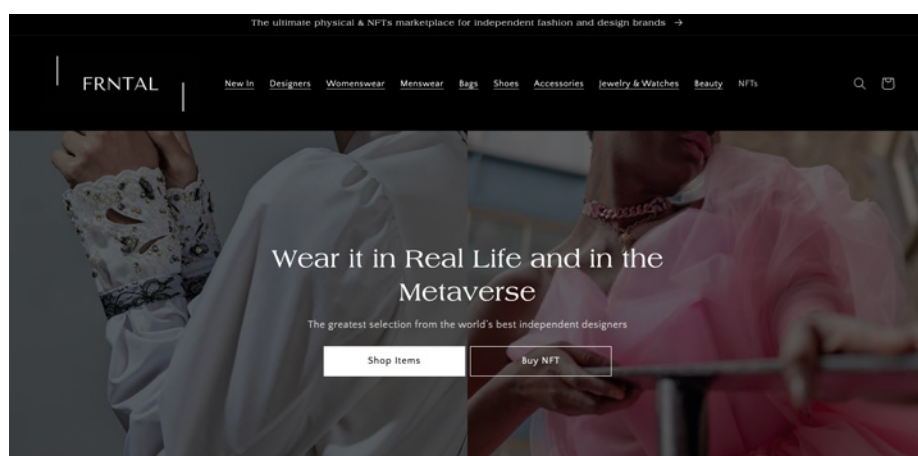 The ultimate physical & NFTs marketplace for independent fashion and design brands →
FRNTAL
New In Designers Womenswear Menswear Bags Shoes Accessories Jewelry & Watches Beauty NFTs
Wear it in Real Life and in the
Metaverse
The greatest selection from the world's best independent designers
Shop Items Buy NFT